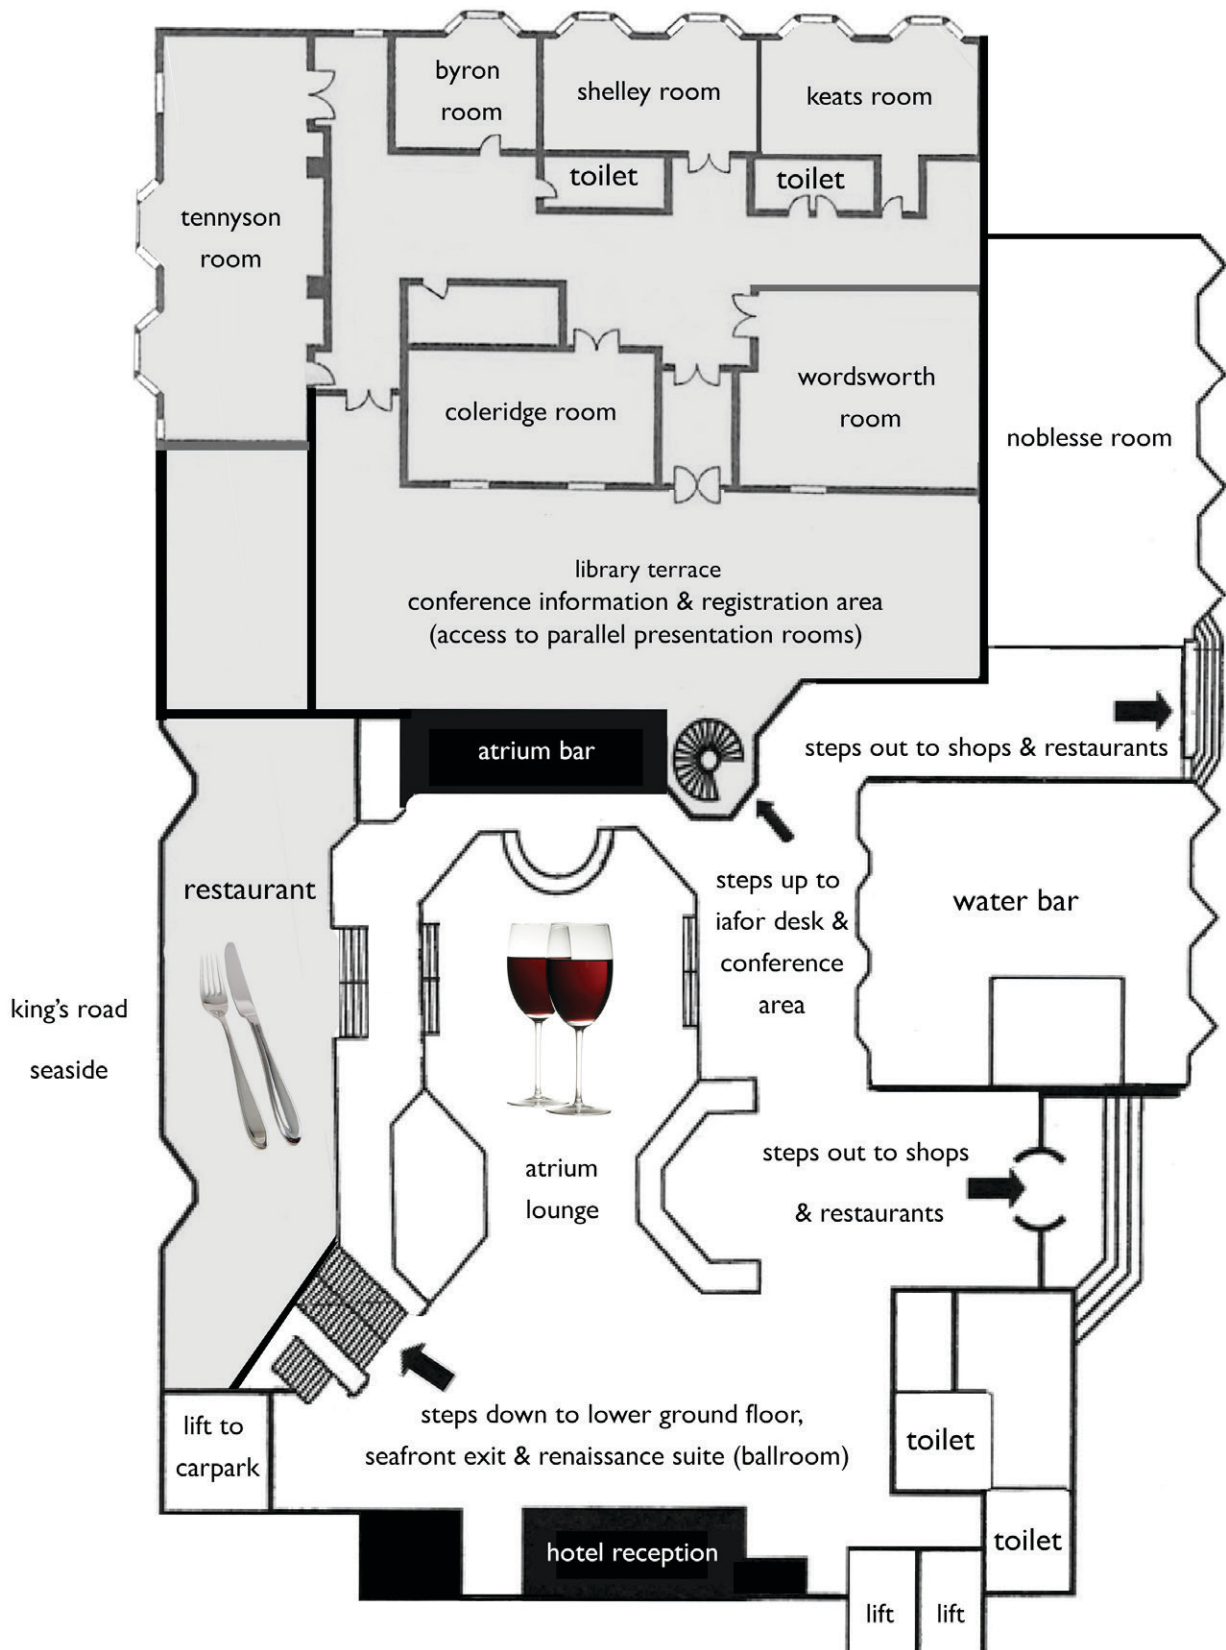 byron
room
shelley room
keats room
toilet
toilet
tennyson
room
wordsworth
room
coleridge room
noblesse room
library terrace
conference information & registration area
(access to parallel presentation rooms)
atrium bar
steps out to shops & restaurants
restaurant
steps up to
iafor desk &
conference
area
water bar
king's road
seaside
atrium
lounge
steps out to shops
& restaurants
steps down to lower ground floor,
seafront exit & renaissance suite (ballroom)
lift to
carpark
toilet
toilet
hotel reception
lift
lift